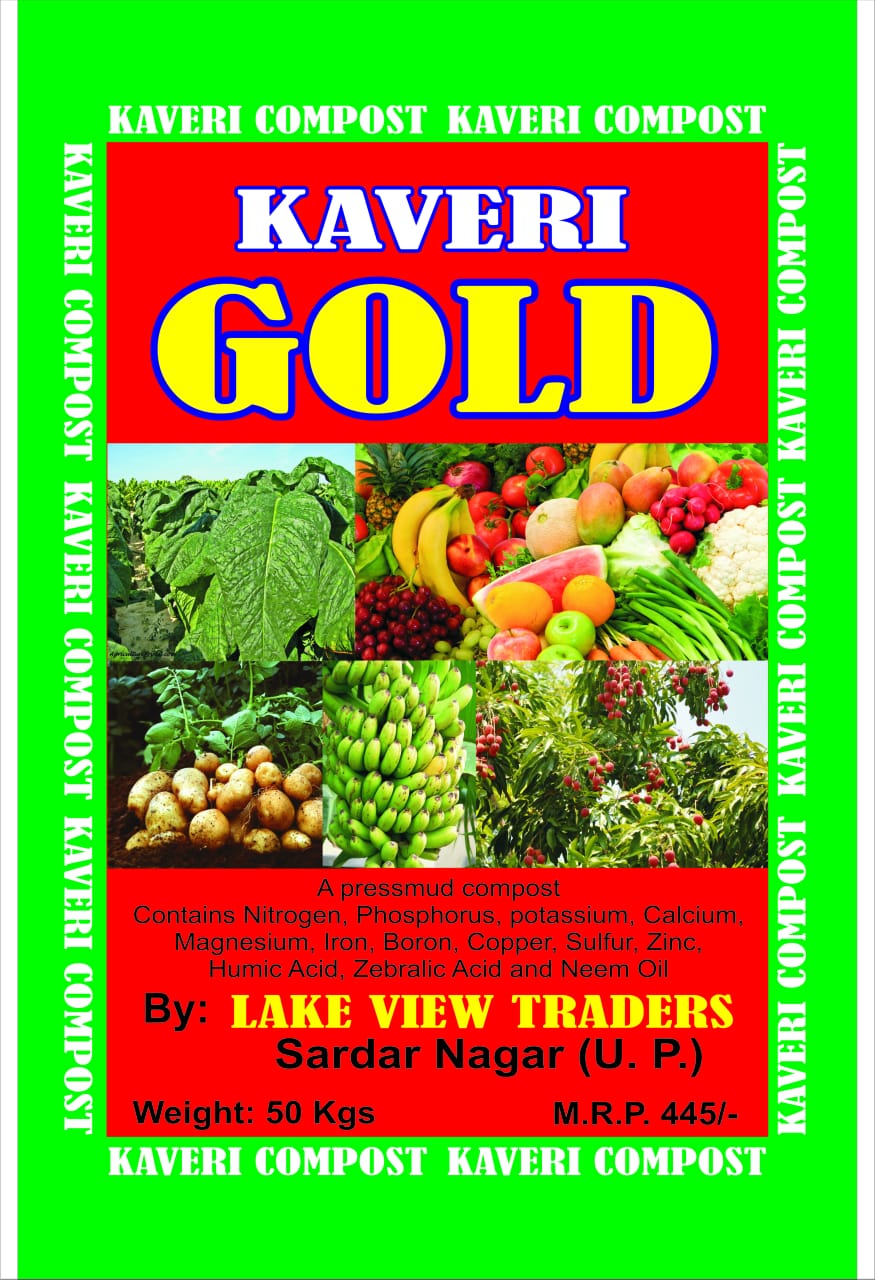 KAVERI COMPOST KAVERI COMPOST
KAVERI COMPOST KAVERI COMPOST KAVERI COMPOST
KAVERI
GOLD
A pressmud compost
Contains Nitrogen, Phosphorus, potassium, Calcium,
Magnesium, Iron, Boron, Copper, Sulfur, Zinc,
Humic Acid, Zebralic Acid and Neem Oil
By: LAKE VIEW TRADERS
Sardar Nagar (U. P.)
Weight: 50 Kgs M.R.P. 445/-
KAVERI COMPOST KAVERI COMPOST KAVERI COMPOST
KAVERI COMPOST KAVERI COMPOST